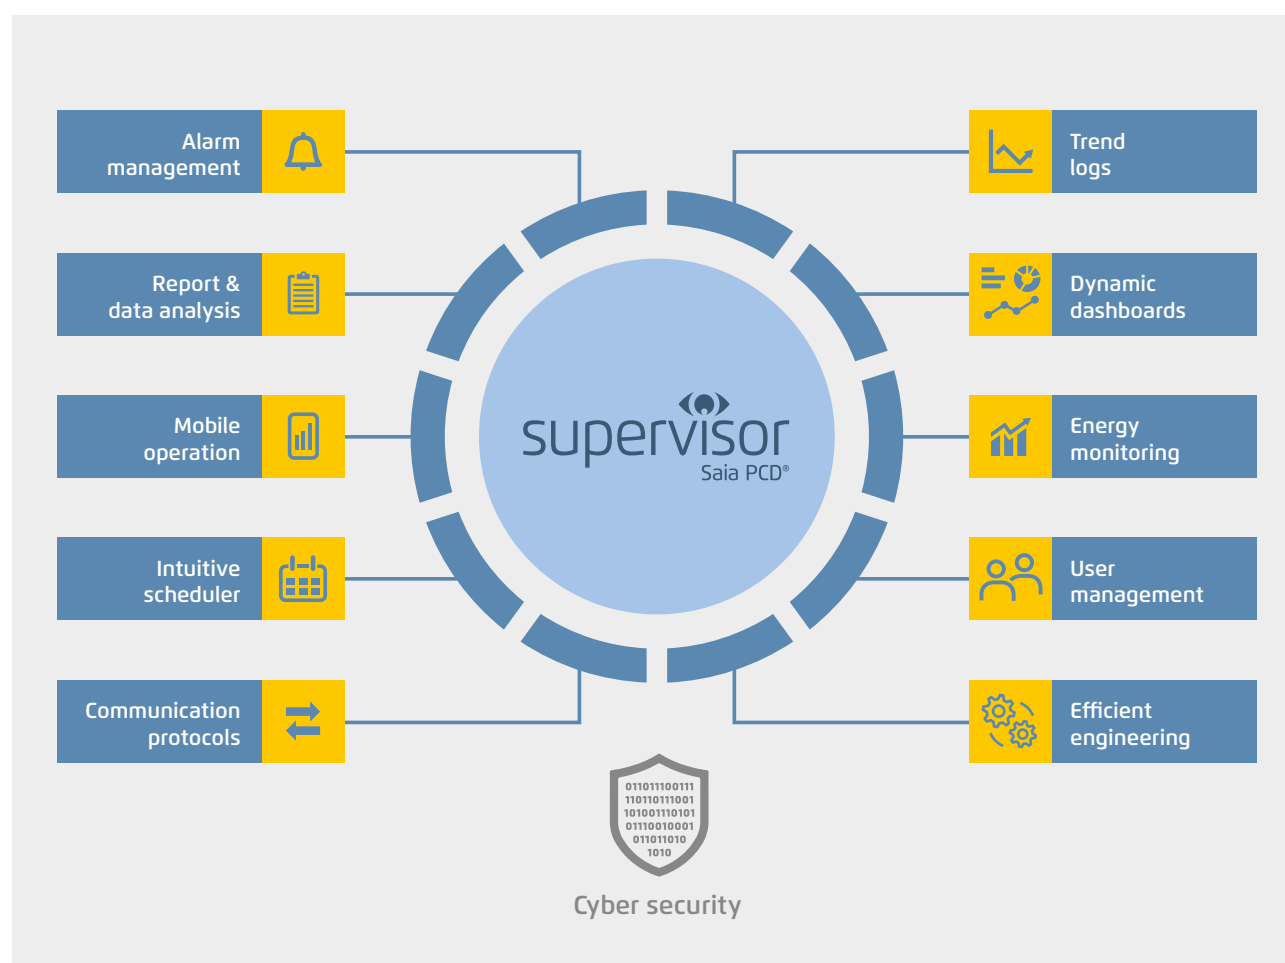 Alarm
management
Report &
data analysis
Mobile
operation
Intuitive
scheduler
Communication
protocols
supervisor
Saia PCD®
Trend
logs
Dynamic
dashboards
Energy
monitoring
User
management
Efficient
engineering
011011100111
110110111001
101001110101
01110010001
011011010
1010
Cyber security